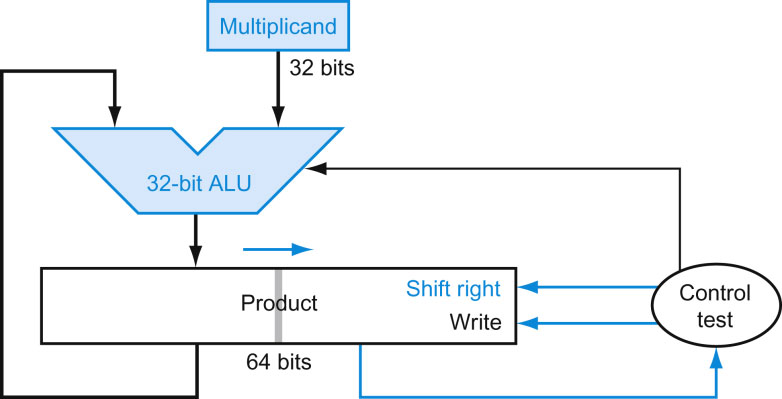 Multiplicand
32 bits
32-bit ALU
Product
Shift right
Write
64 bits
Control
test